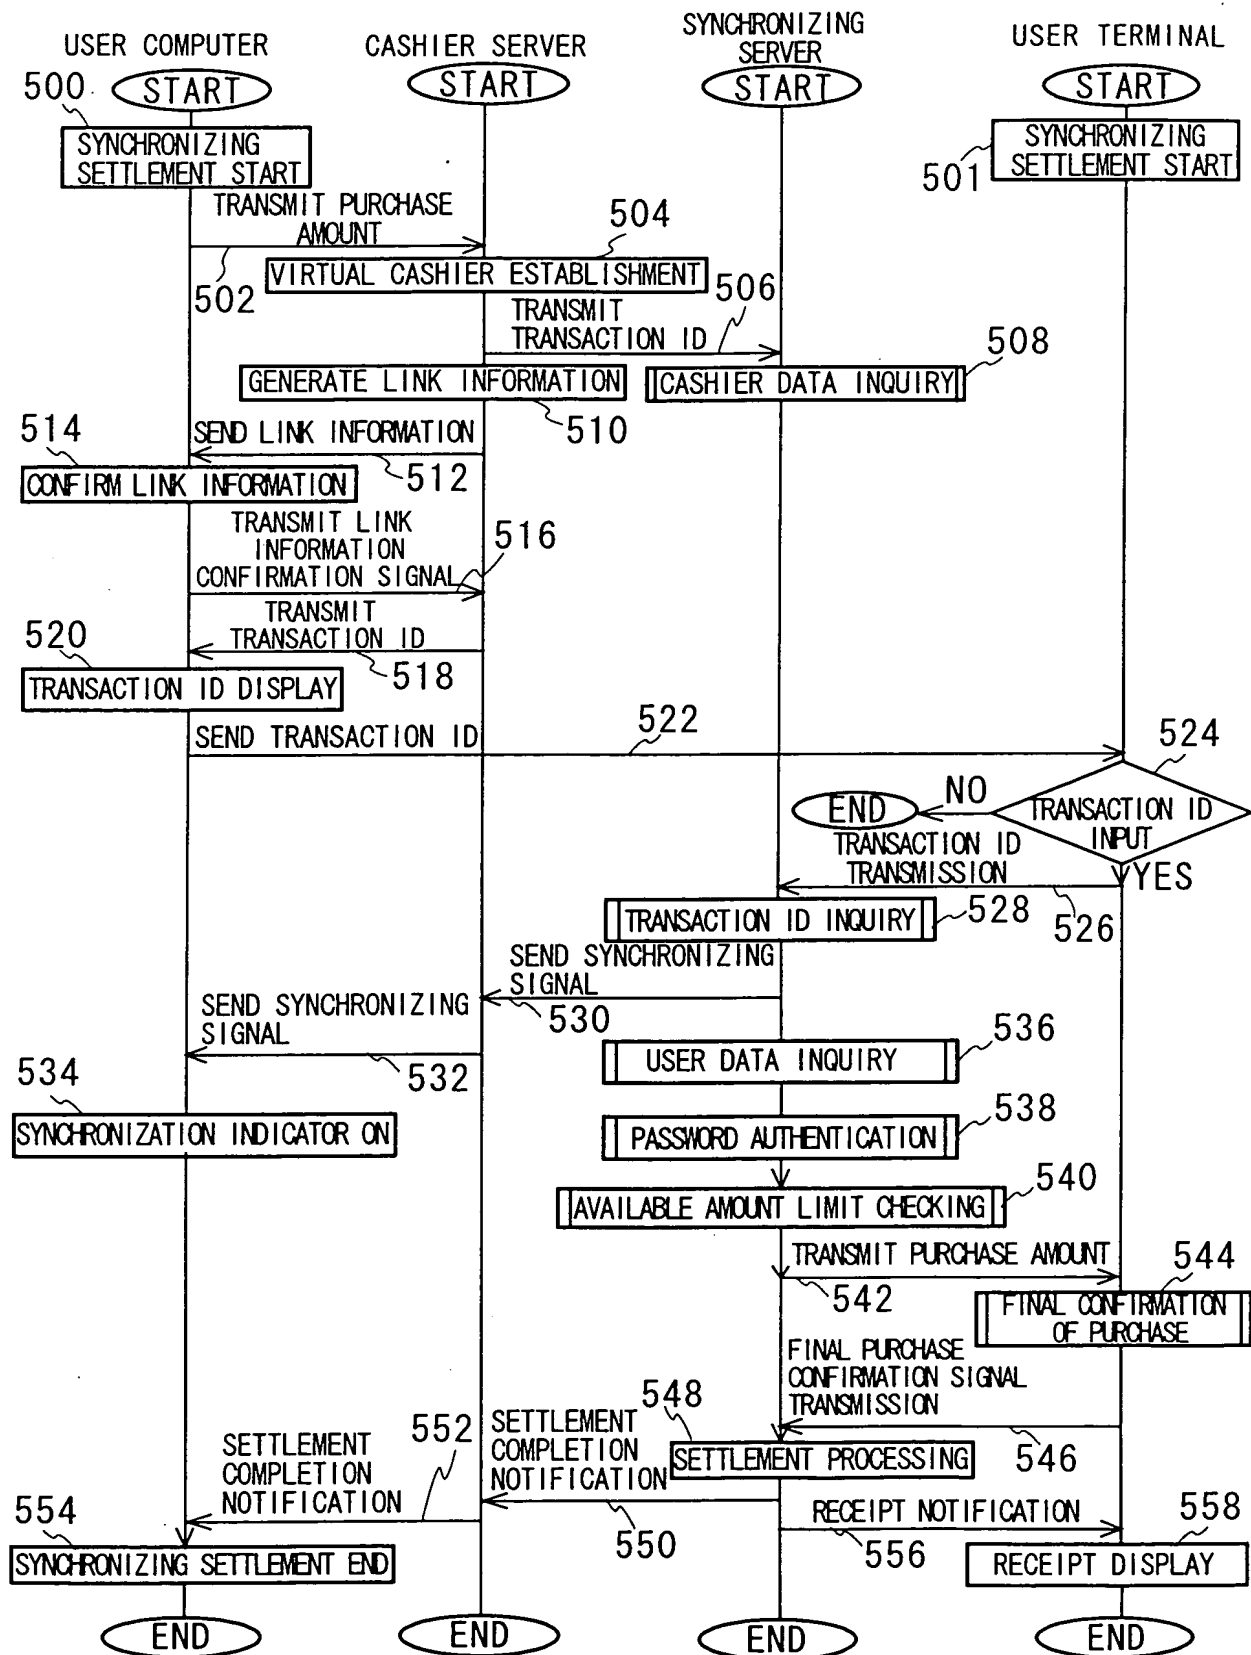 USER COMPUTER
CASHIER SERVER
SYNCHRONIZING
SERVER
USER TERMINAL
START
START
START
START
500
SYNCHRONIZING
SETTLEMENT START
SYNCHRONIZING
SETTLEMENT START
501
TRANSMIT PURCHASE
AMOUNT
502
504
VIRTUAL CASHIER ESTABLISHMENT
TRANSMIT
TRANSACTION ID
506
508
GENERATE LINK INFORMATION
CASHIER DATA INQUIRY
510
514
SEND LINK INFORMATION
512
CONFIRM LINK INFORMATION
TRANSMIT LINK
INFORMATION
CONFIRMATION SIGNAL
516
TRANSMIT
TRANSACTION ID
518
520
TRANSACTION ID DISPLAY
SEND TRANSACTION ID
522
524
TRANSACTION ID
INPUT
NO
END
YES
TRANSACTION ID
TRANSMISSION
526
TRANSACTION ID INQUIRY
528
SEND SYNCHRONIZING
SIGNAL
530
SEND SYNCHRONIZING
SIGNAL
532
534
USER DATA INQUIRY
536
SYNCHRONIZATION INDICATOR ON
PASSWORD AUTHENTICATION
538
AVAILABLE AMOUNT LIMIT CHECKING
540
TRANSMIT PURCHASE AMOUNT
542
544
FINAL CONFIRMATION
OF PURCHASE
FINAL PURCHASE
CONFIRMATION SIGNAL
TRANSMISSION
546
548
SETTLEMENT PROCESSING
SETTLEMENT
COMPLETION
NOTIFICATION
550
SETTLEMENT
COMPLETION
NOTIFICATION
552
554
SYNCHRONIZING SETTLEMENT END
RECEIPT NOTIFICATION
556
558
RECEIPT DISPLAY
END
END
END
END